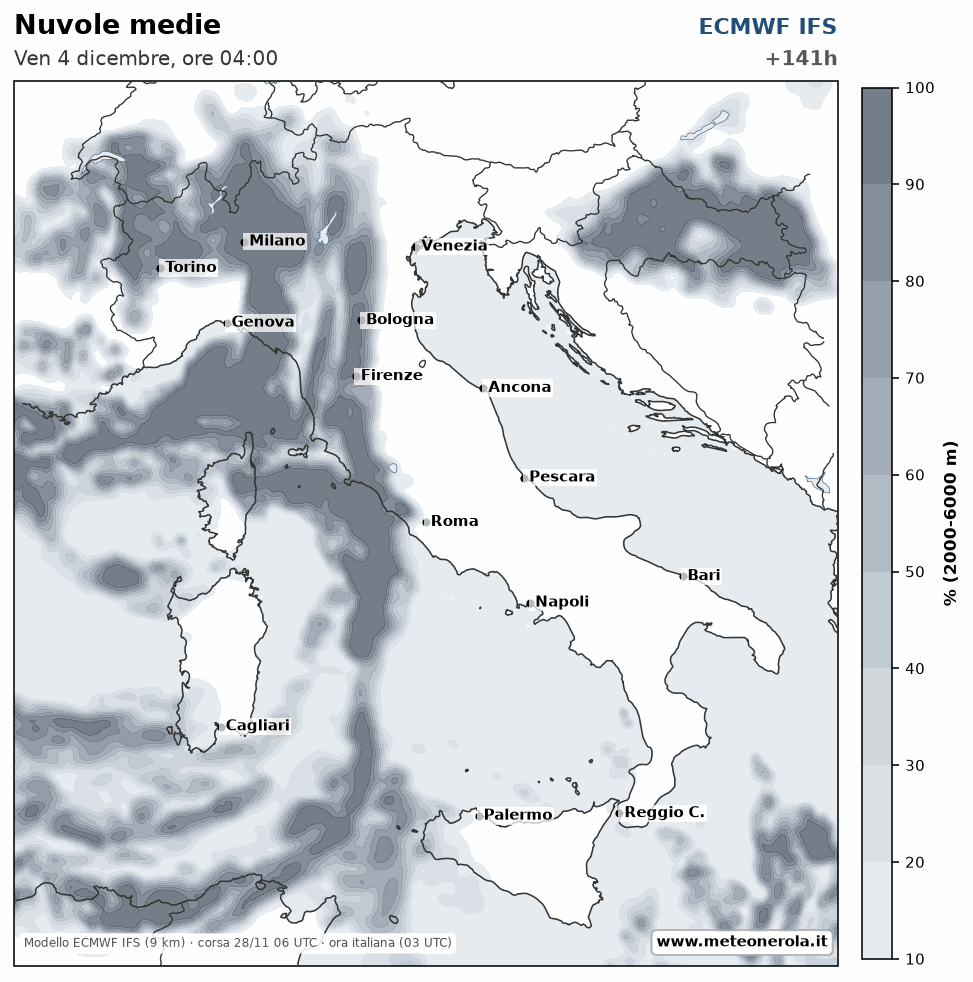 Nuvole medie
ECMWF IFS
Ven 4 dicembre, ore 04:00
+141h
100
90
80
70
60
50
40
30
20
10
% (2000-6000 m)
Milano
Venezia
Torino
Genova
Bologna
Firenze
Ancona
Pescara
Roma
Bari
Napoli
Cagliari
Palermo
Reggio C.
Modello ECMWF IFS (9 km) · corsa 28/11 06 UTC · ora italiana (03 UTC)
www.meteonerola.it